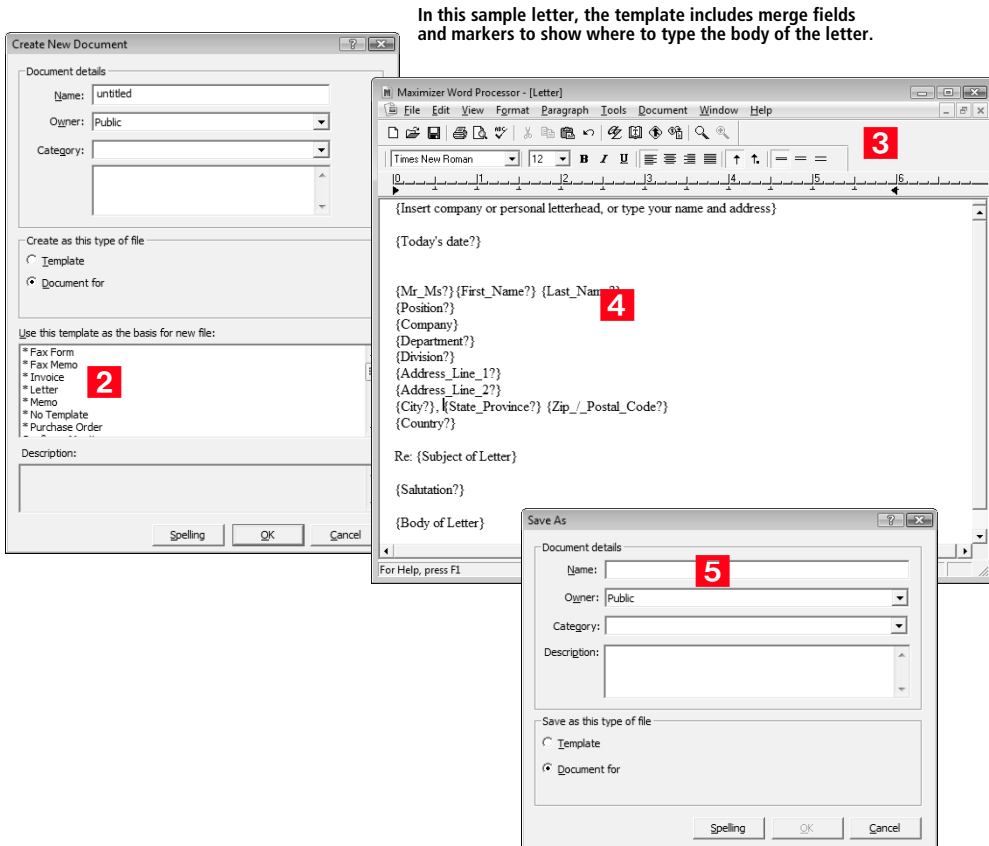 In this sample letter, the template includes merge fields
and markers to show where to type the body of the letter.
Create New Document
Document details
Name: untitled
Owner: Public
Category:
Create as this type of file
Template
Document for
Use this template as the basis for new file:
* Fax Form
* Fax Memo
* Invoice
* Letter
* Memo
* No Template
* Purchase Order
2
Description:
Spelling OK Cancel
Maximizer Word Processor - [Letter]
File Edit View Format Paragraph Tools Document Window Help
3
Times New Roman 12 B I U
0 1 2 3 4 5 6
{Insert company or personal letterhead, or type your name and address}
{Today's date?}
{Mr_Ms?} {First_Name?} {Last_Name?}
4
{Position?}
{Company}
{Department?}
{Division?}
{Address_Line_1?}
{Address_Line_2?}
{City?}, {State_Province?} {Zip_/_Postal_Code?}
{Country?}
Re: {Subject of Letter}
{Salutation?}
{Body of Letter}
For Help, press F1
Save As
Document details
Name:
5
Owner: Public
Category:
Description:
Save as this type of file
Template
Document for
Spelling OK Cancel